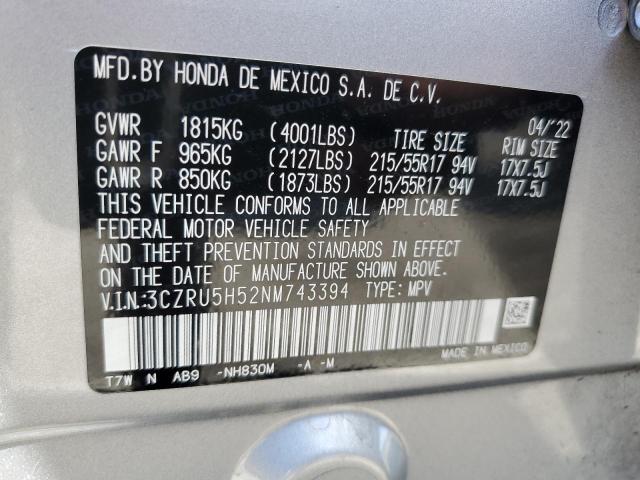 MFD.BY HONDA DE MEXICO S.A. DE C.V.
04/'22
GVWR 1815KG (4001LBS) TIRE SIZE RIM SIZE
GAWR F 965KG (2127LBS) 215/55R17 94V 17X7.5J
GAWR R 850KG (1873LBS) 215/55R17 94V 17X7.5J
THIS VEHICLE CONFORMS TO ALL APPLICABLE
FEDERAL MOTOR VEHICLE SAFETY
AND THEFT PREVENTION STANDARDS IN EFFECT
ON THE DATE OF MANUFACTURE SHOWN ABOVE.
V.I.N.:3CZRU5H52NM743394 TYPE: MPV
MADE IN MEXICO
T7W N AB9 -NH830M -A -M